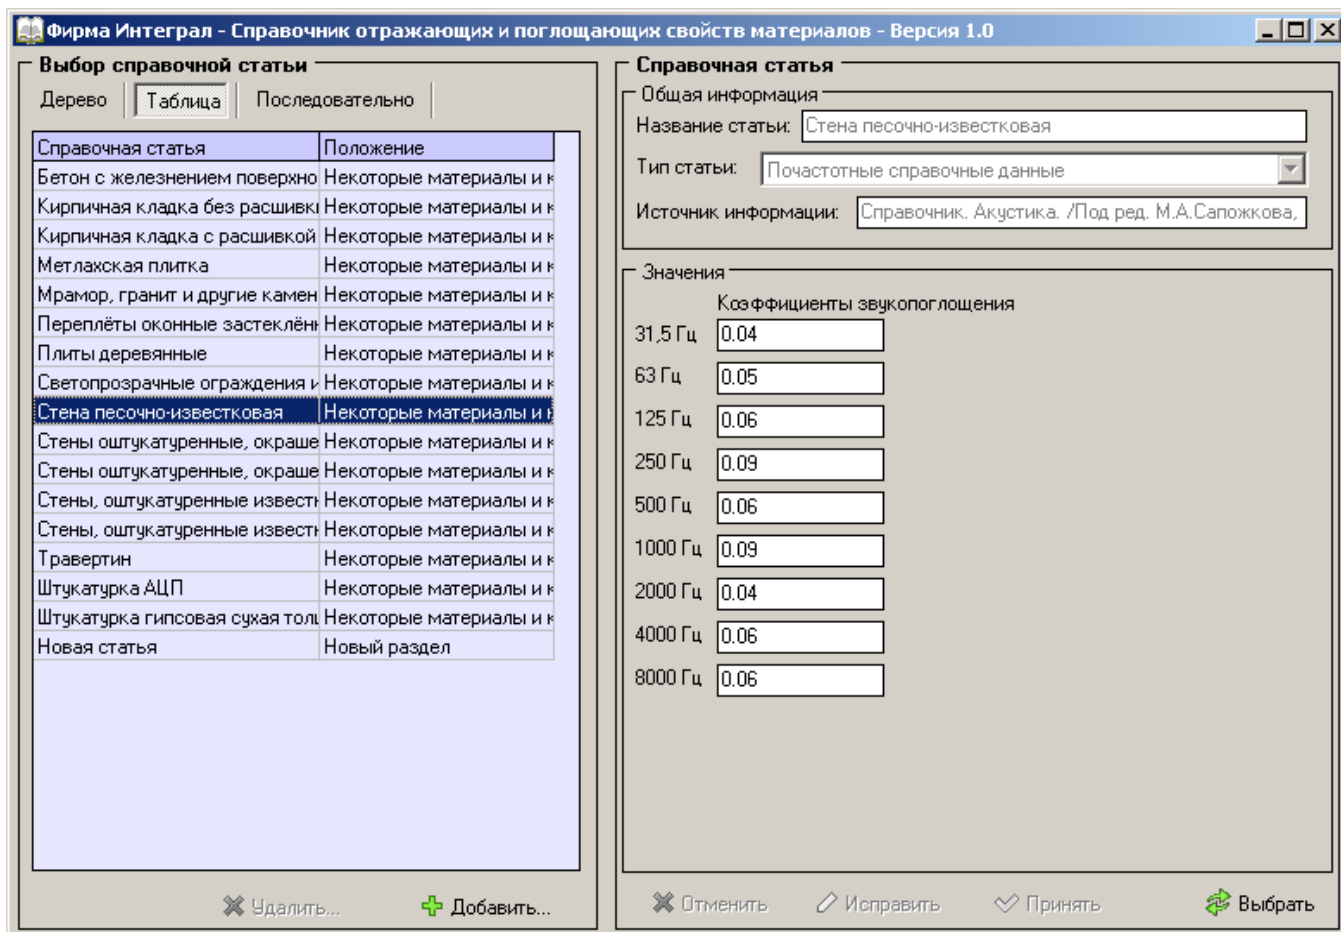 Фирма Интеграл - Справочник отражающих и поглощающих свойств материалов - Версия 1.0
Выбор справочной статьи
Дерево Таблица Последовательно
Справочная статья Положение
Бетон с железнением поверхно Некоторые материалы и к
Кирпичная кладка без расшивки Некоторые материалы и к
Кирпичная кладка с расшивкой Некоторые материалы и к
Метлахская плитка Некоторые материалы и к
Мрамор, гранит и другие камен Некоторые материалы и к
Переплёты оконные застеклённ Некоторые материалы и к
Плиты деревянные Некоторые материалы и к
Светопрозрачные ограждения и Некоторые материалы и к
Стена песочно-известковая Некоторые материалы и к
Стены оштукатуренные, окраше Некоторые материалы и к
Стены оштукатуренные, окраше Некоторые материалы и к
Стены, оштукатуренные известн Некоторые материалы и к
Стены, оштукатуренные известн Некоторые материалы и к
Травертин Некоторые материалы и к
Штукатурка АЦП Некоторые материалы и к
Штукатурка гипсовая сухая толщ Некоторые материалы и к
Новая статья Новый раздел
Удалить... Добавить...
Справочная статья
Общая информация
Название статьи: Стена песочно-известковая
Тип статьи: Почастотные справочные данные
Источник информации: Справочник. Акустика. /Под ред. М.А.Сапожкова,
Значения
Коэффициенты звукопоглощения
31,5 Гц 0.04
63 Гц 0.05
125 Гц 0.06
250 Гц 0.09
500 Гц 0.06
1000 Гц 0.09
2000 Гц 0.04
4000 Гц 0.06
8000 Гц 0.06
Отменить Исправить Принять Выбрать